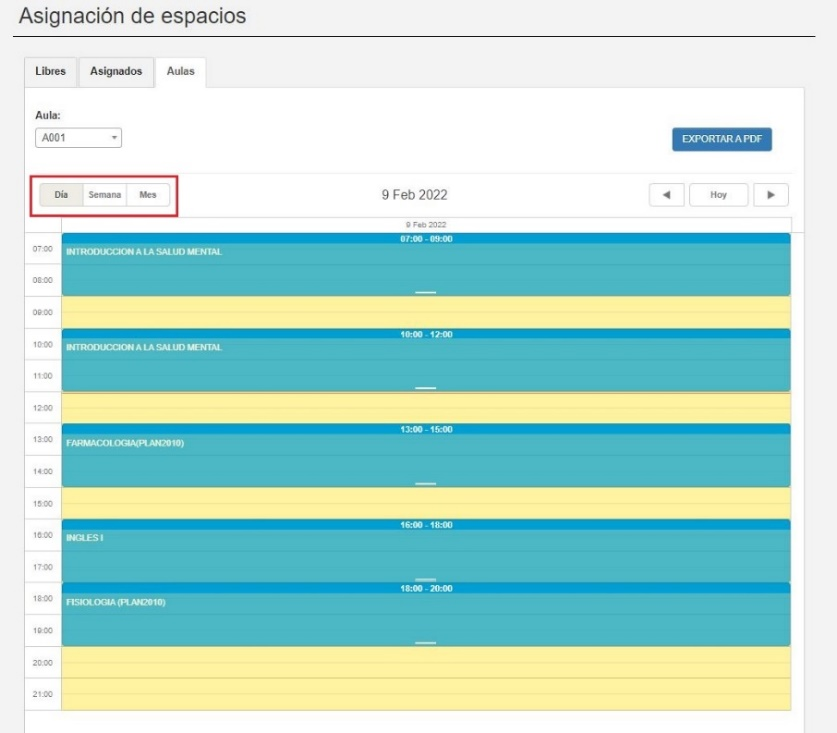 Asignación de espacios
Libres Asignados Aulas
Aula:
A001
EXPORTAR A PDF
Día Semana Mes
9 Feb 2022
Hoy
9 Feb 2022
07:00 - 09:00
07:00
INTRODUCCION A LA SALUD MENTAL
08:00
09:00
10:00 - 12:00
10:00
INTRODUCCION A LA SALUD MENTAL
11:00
12:00
13:00 - 15:00
13:00
FARMACOLOGIA(PLAN2010)
14:00
15:00
16:00 - 18:00
16:00
INGLES I
17:00
18:00 - 20:00
18:00
FISIOLOGIA (PLAN2010)
19:00
20:00
21:00